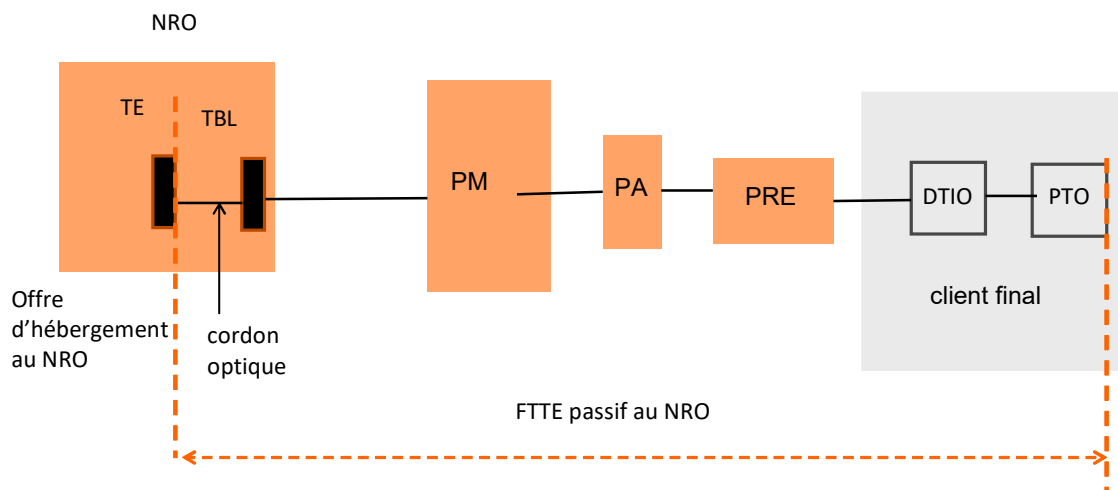 NRO
TE
TBL
PM
PA
PRE
DTIO
PTO
client final
Offre
d’hébergement
au NRO
cordon
optique
FTTE passif au NRO